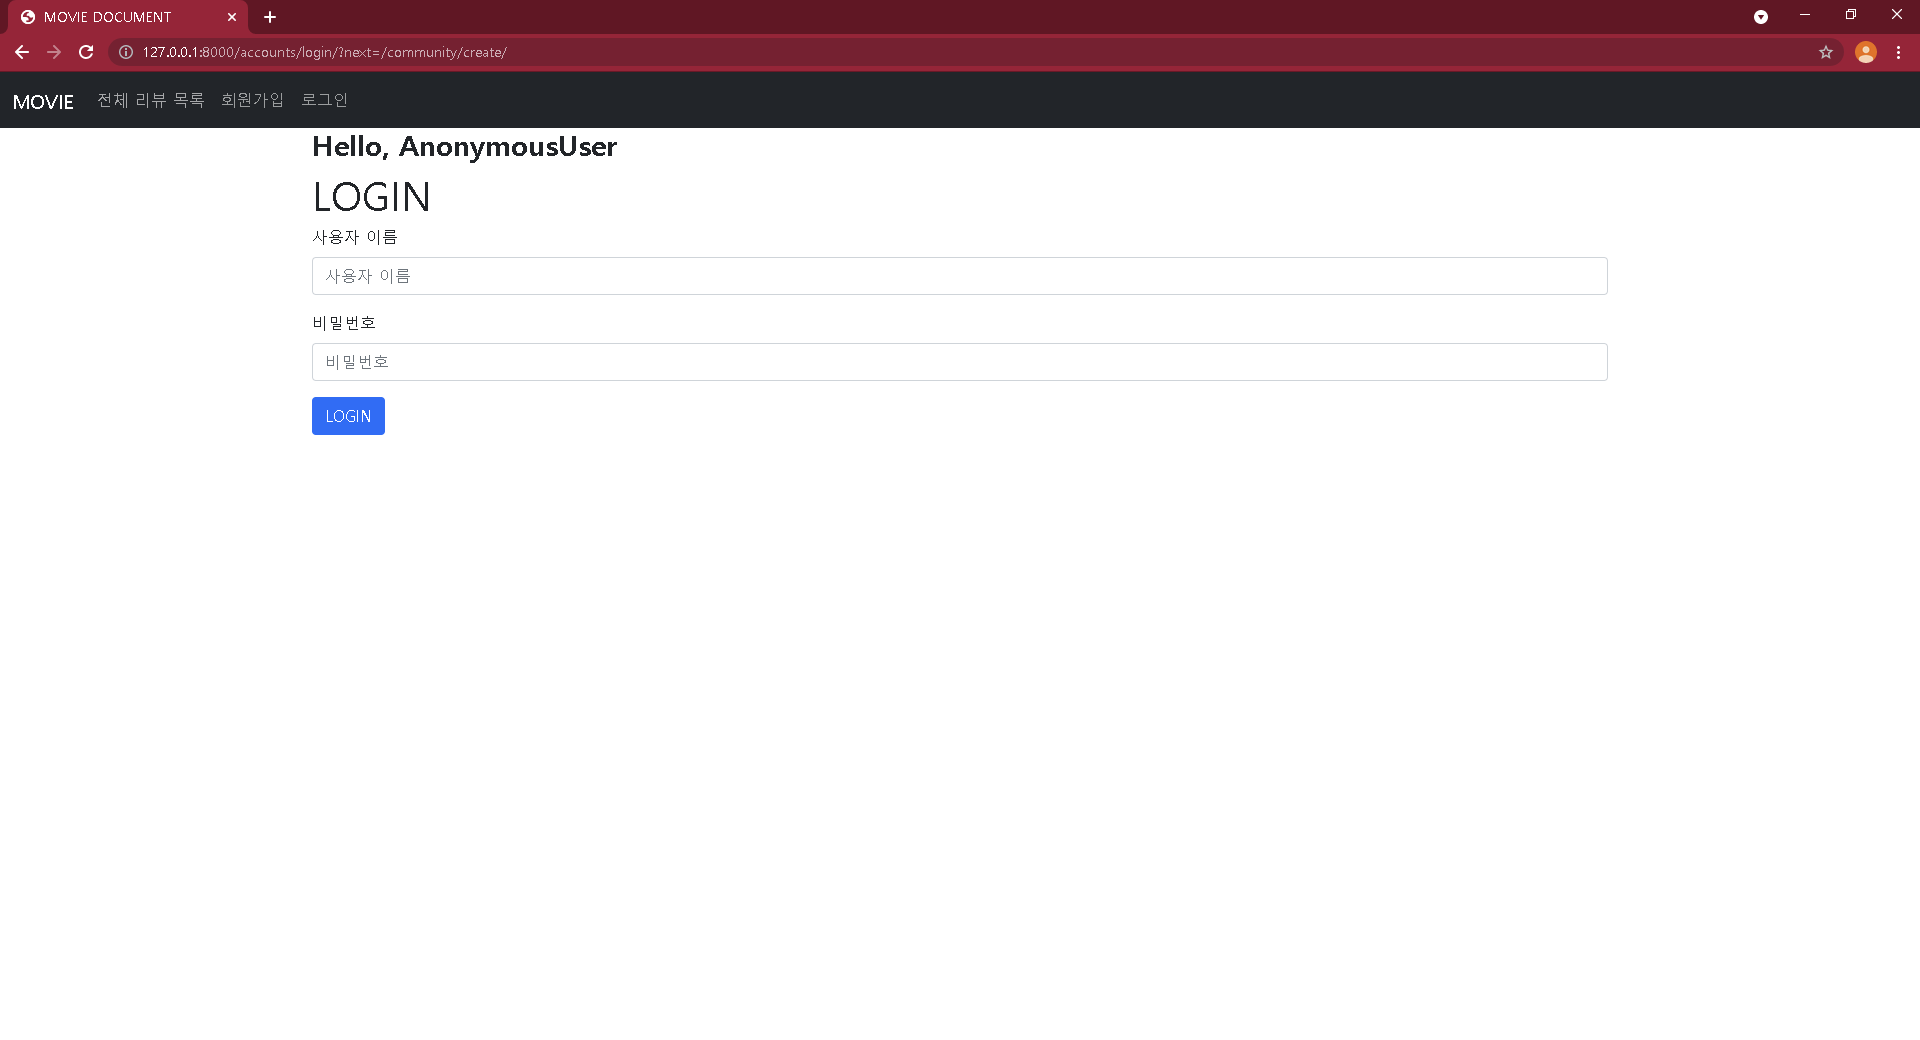 MOVIE DOCUMENT
127.0.0.1:8000/accounts/login/?next=/community/create/
MOVIE 전체 리뷰 목록 회원가입 로그인
Hello, AnonymousUser
LOGIN
사용자 이름
사용자 이름
비밀번호
비밀번호
LOGIN